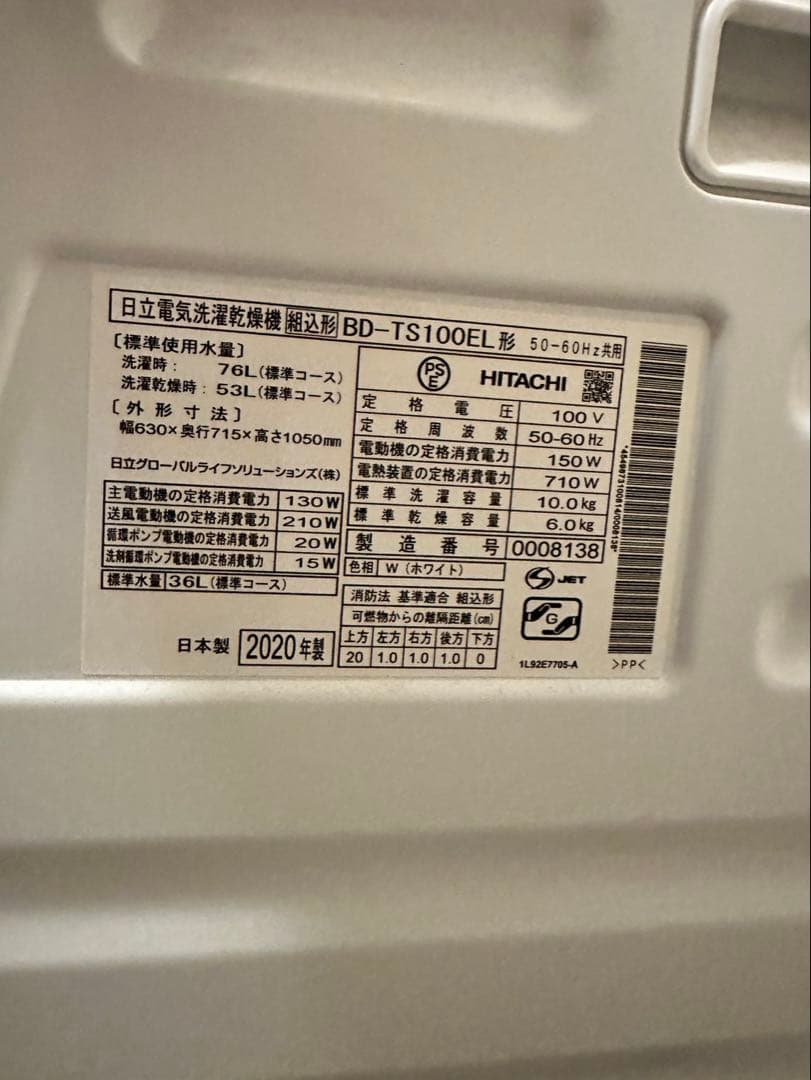 日立電気洗濯乾燥機 組込形 BD-TS100EL形 50-60Hz共用
〔標準使用水量〕
洗濯時: 76L(標準コース)
洗濯乾燥時: 53L(標準コース)
〔外形寸法〕
幅630×奥行715×高さ1050mm
日立グローバルライフソリューションズ(株)
主電動機の定格消費電力 130W
送風電動機の定格消費電力 210W
循環ポンプ電動機の定格消費電力 20W
洗剤循環ポンプ電動機の定格消費電力 15W
標準水量 36L(標準コース)
日本製 2020年製
PSE HITACHI
定格電圧 100V
定格周波数 50-60Hz
電動機の定格消費電力 150W
電熱装置の定格消費電力 710W
標準洗濯容量 10.0kg
標準乾燥容量 6.0kg
製造番号 0008138
色相 W(ホワイト)
消防法 基準適合 組込形
可燃物からの離隔距離(cm)
上方 左方 右方 後方 下方
20 1.0 1.0 1.0 0
S JET
G
1L92E7705-A
>PP<